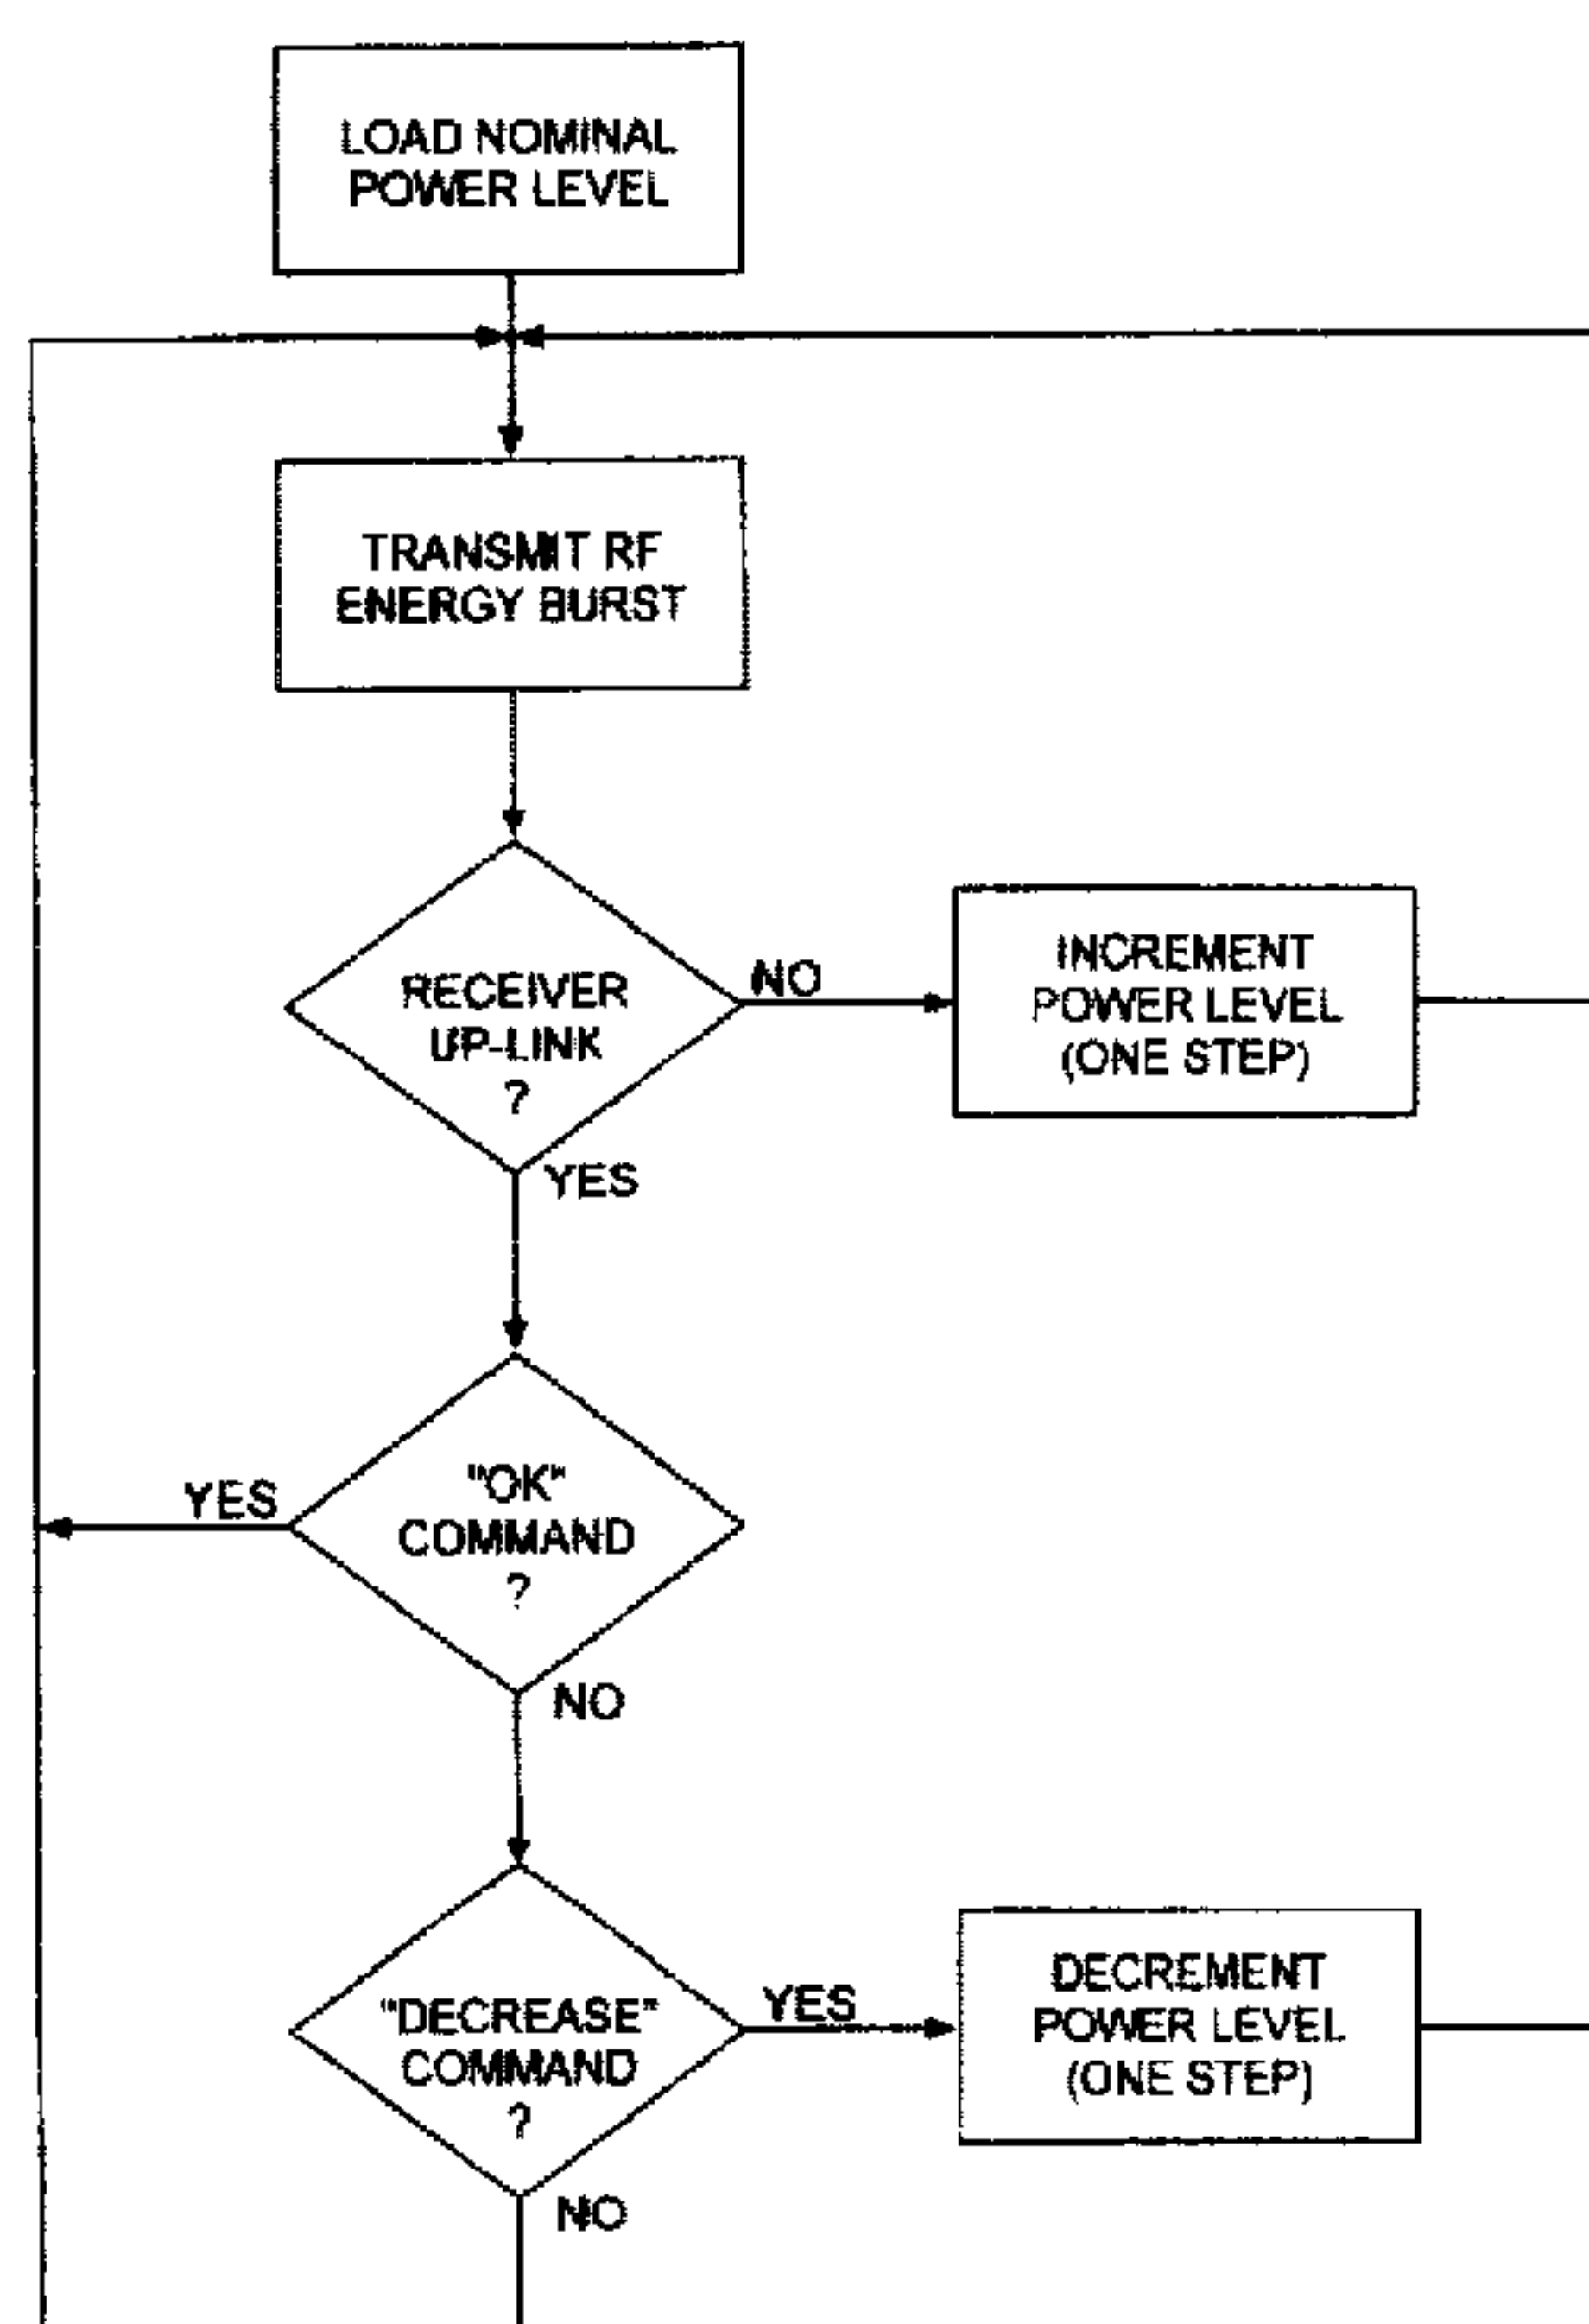 LOAD NOMINAL
POWER LEVEL
TRANSMIT RF
ENERGY BURST
RECEIVER
UP-LINK
?
NO
INCREMENT
POWER LEVEL
(ONE STEP)
YES
"OK"
COMMAND
?
YES
NO
"DECREASE"
COMMAND
?
YES
DECREMENT
POWER LEVEL
(ONE STEP)
NO